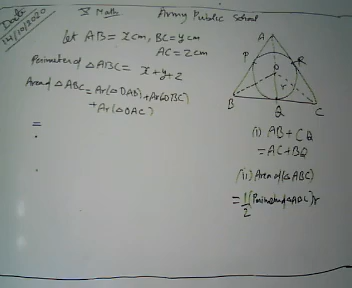 Date
14/10/2020
X Math Army Public School
Let AB = x cm, BC = y cm
AC = z cm
Perimeter of △ABC = x + y + z
Area of △ABC = Ar(△OAB) + Ar(OBC)
+ Ar(△OAC)
=
A
P
R
O
r
B
Q
C
(i) AB + CQ
= AC + BQ
(ii) Area of (△ABC)
= 1/2 (Perimeter of △ABC) r